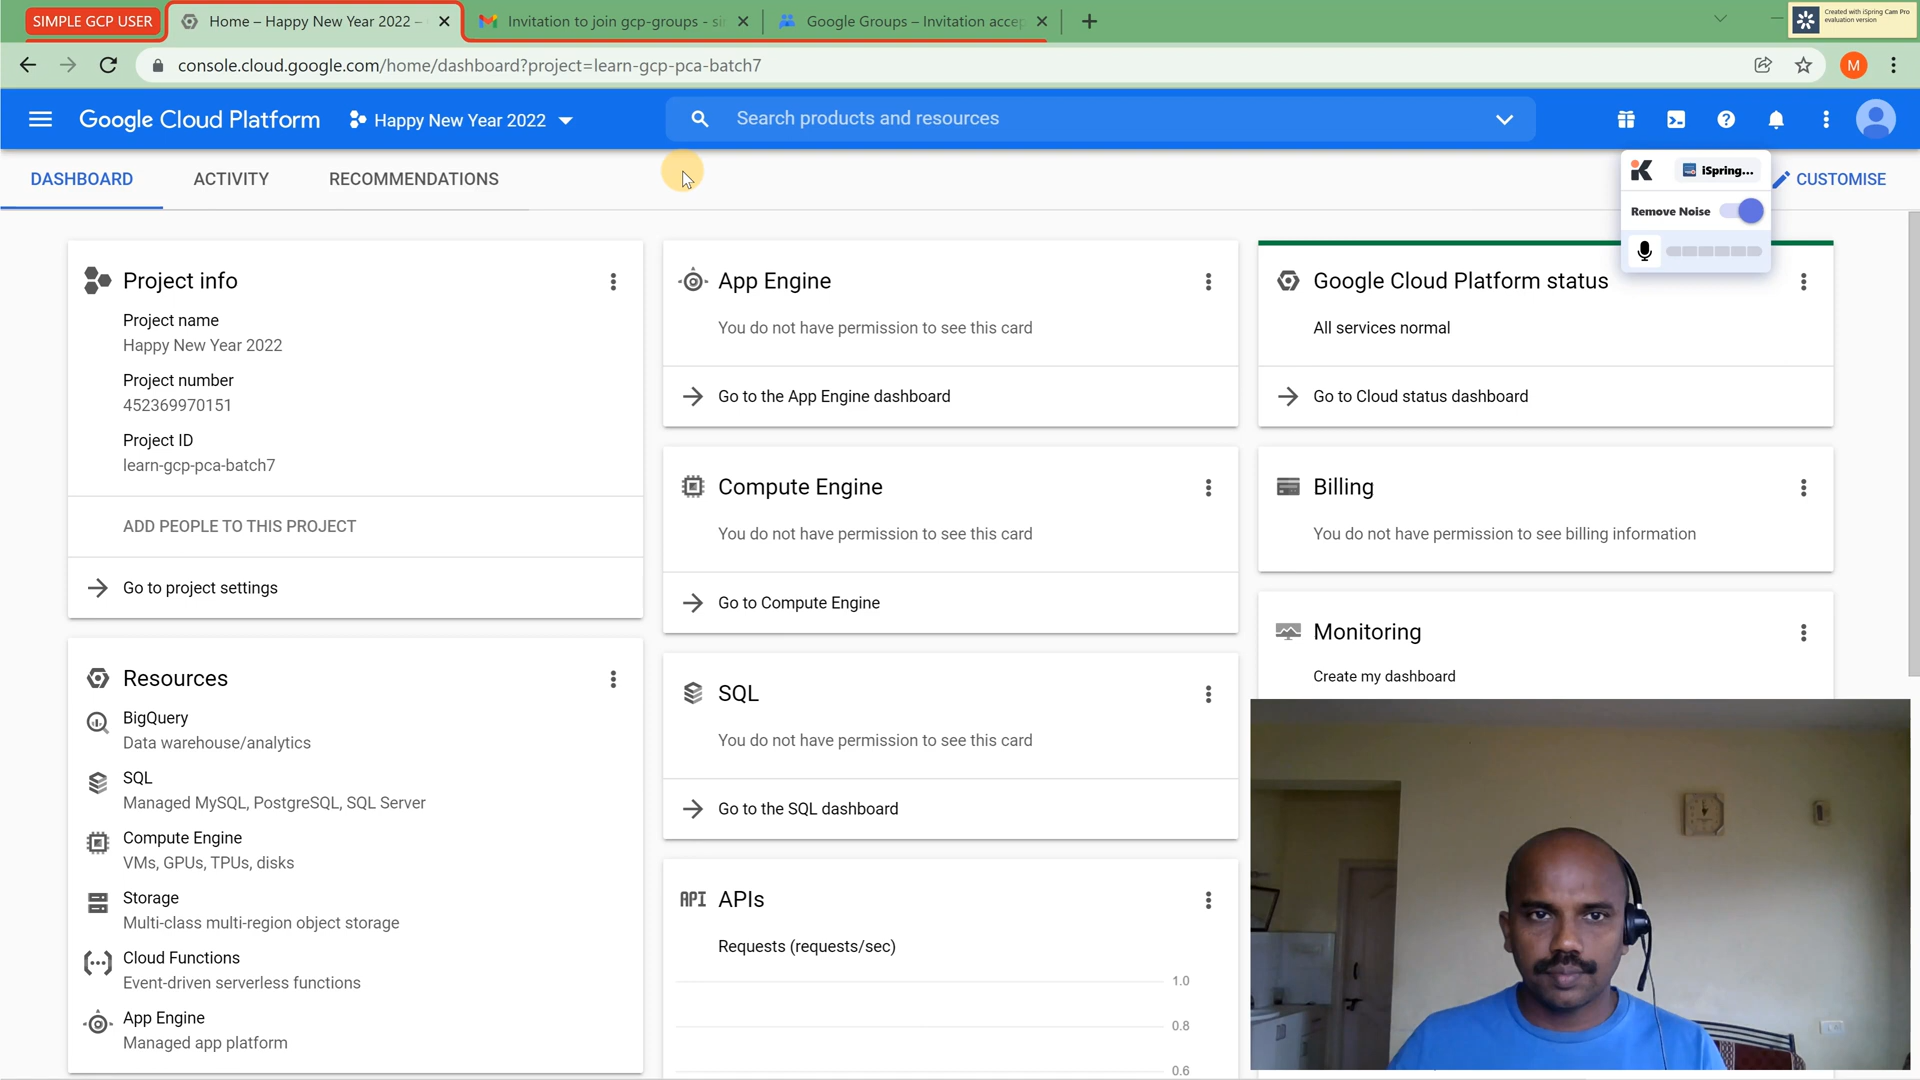 SIMPLE GCP USER
Home – Happy New Year 2022 –
Invitation to join gcp-groups - si
Google Groups – Invitation accep
Created with iSpring Cam Pro
evaluation version
console.cloud.google.com/home/dashboard?project=learn-gcp-pca-batch7
M
Google Cloud Platform
Happy New Year 2022
Search products and resources
DASHBOARD
ACTIVITY
RECOMMENDATIONS
iSpring...
CUSTOMISE
Remove Noise
Project info
Project name
Happy New Year 2022
Project number
452369970151
Project ID
learn-gcp-pca-batch7
ADD PEOPLE TO THIS PROJECT
Go to project settings
Resources
BigQuery
Data warehouse/analytics
SQL
Managed MySQL, PostgreSQL, SQL Server
Compute Engine
VMs, GPUs, TPUs, disks
Storage
Multi-class multi-region object storage
Cloud Functions
Event-driven serverless functions
App Engine
Managed app platform
App Engine
You do not have permission to see this card
Go to the App Engine dashboard
Compute Engine
You do not have permission to see this card
Go to Compute Engine
SQL
You do not have permission to see this card
Go to the SQL dashboard
API APIs
Requests (requests/sec)
1.0
0.8
0.6
Google Cloud Platform status
All services normal
Go to Cloud status dashboard
Billing
You do not have permission to see billing information
Monitoring
Create my dashboard